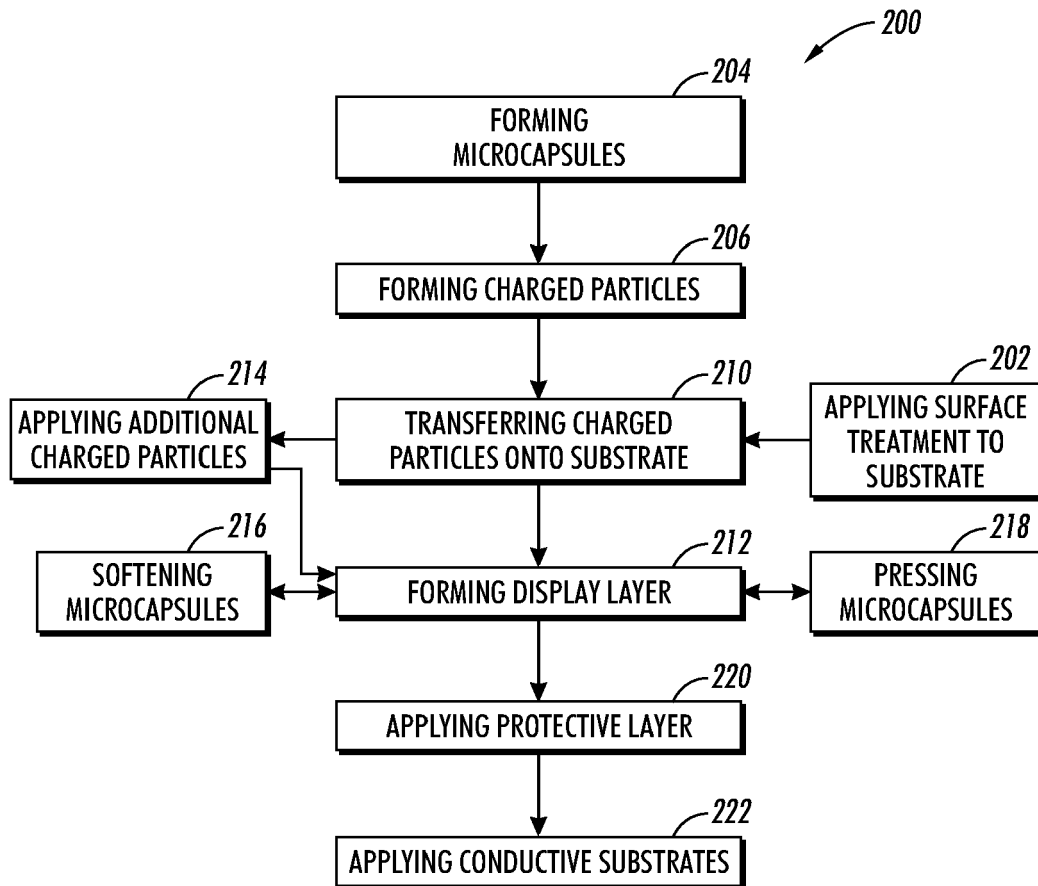 200
204
FORMING
MICROCAPSULES
206
FORMING CHARGED PARTICLES
214
APPLYING ADDITIONAL
CHARGED PARTICLES
210
TRANSFERRING CHARGED
PARTICLES ONTO SUBSTRATE
202
APPLYING SURFACE
TREATMENT TO
SUBSTRATE
216
SOFTENING
MICROCAPSULES
212
FORMING DISPLAY LAYER
218
PRESSING
MICROCAPSULES
220
APPLYING PROTECTIVE LAYER
222
APPLYING CONDUCTIVE SUBSTRATES